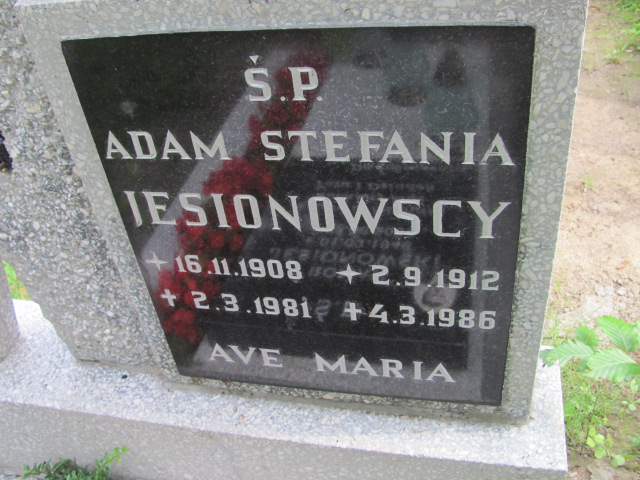 Ś.P.
ADAM STEFANIA
JESIONOWSCY
16.11.1908 2.9.1912
2.3.1981 4.3.1986
AVE MARIA